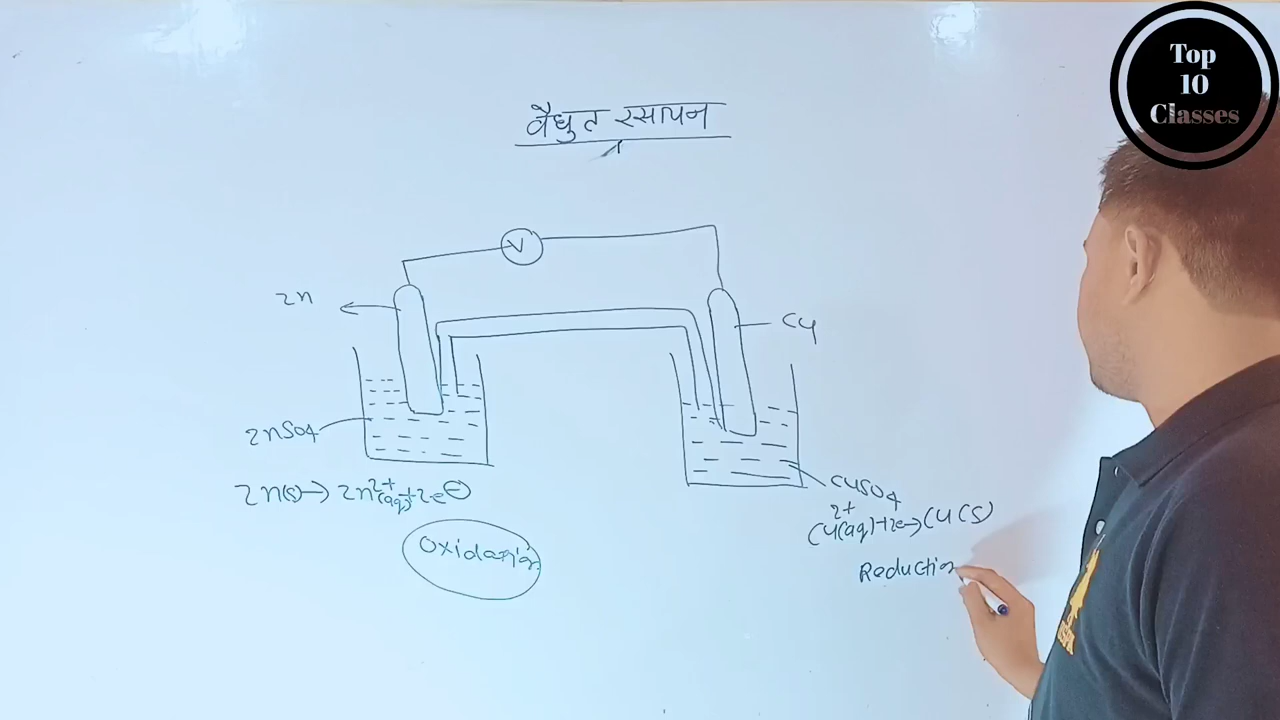 Top
10
Classes
वैधुत रसायन
V
Zn
Cu
ZnSO4
CuSO4
Zn(s) → Zn2+(aq) + 2e⊖
Cu2+(aq) + 2e → Cu(s)
Oxidation
Reduction